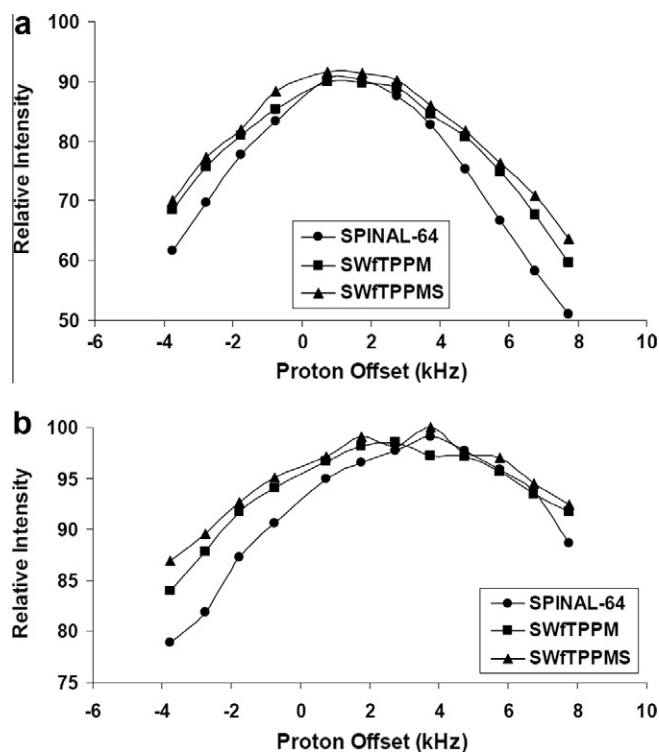 a
100
90
80
70
60
50
Relative Intensity
SPINAL-64
SWfTPPM
SWfTPPMS
-6 -4 -2 0 2 4 6 8 10
Proton Offset (kHz)
b
100
95
90
85
80
75
Relative Intensity
SPINAL-64
SWfTPPM
SWfTPPMS
-6 -4 -2 0 2 4 6 8 10
Proton Offset (kHz)